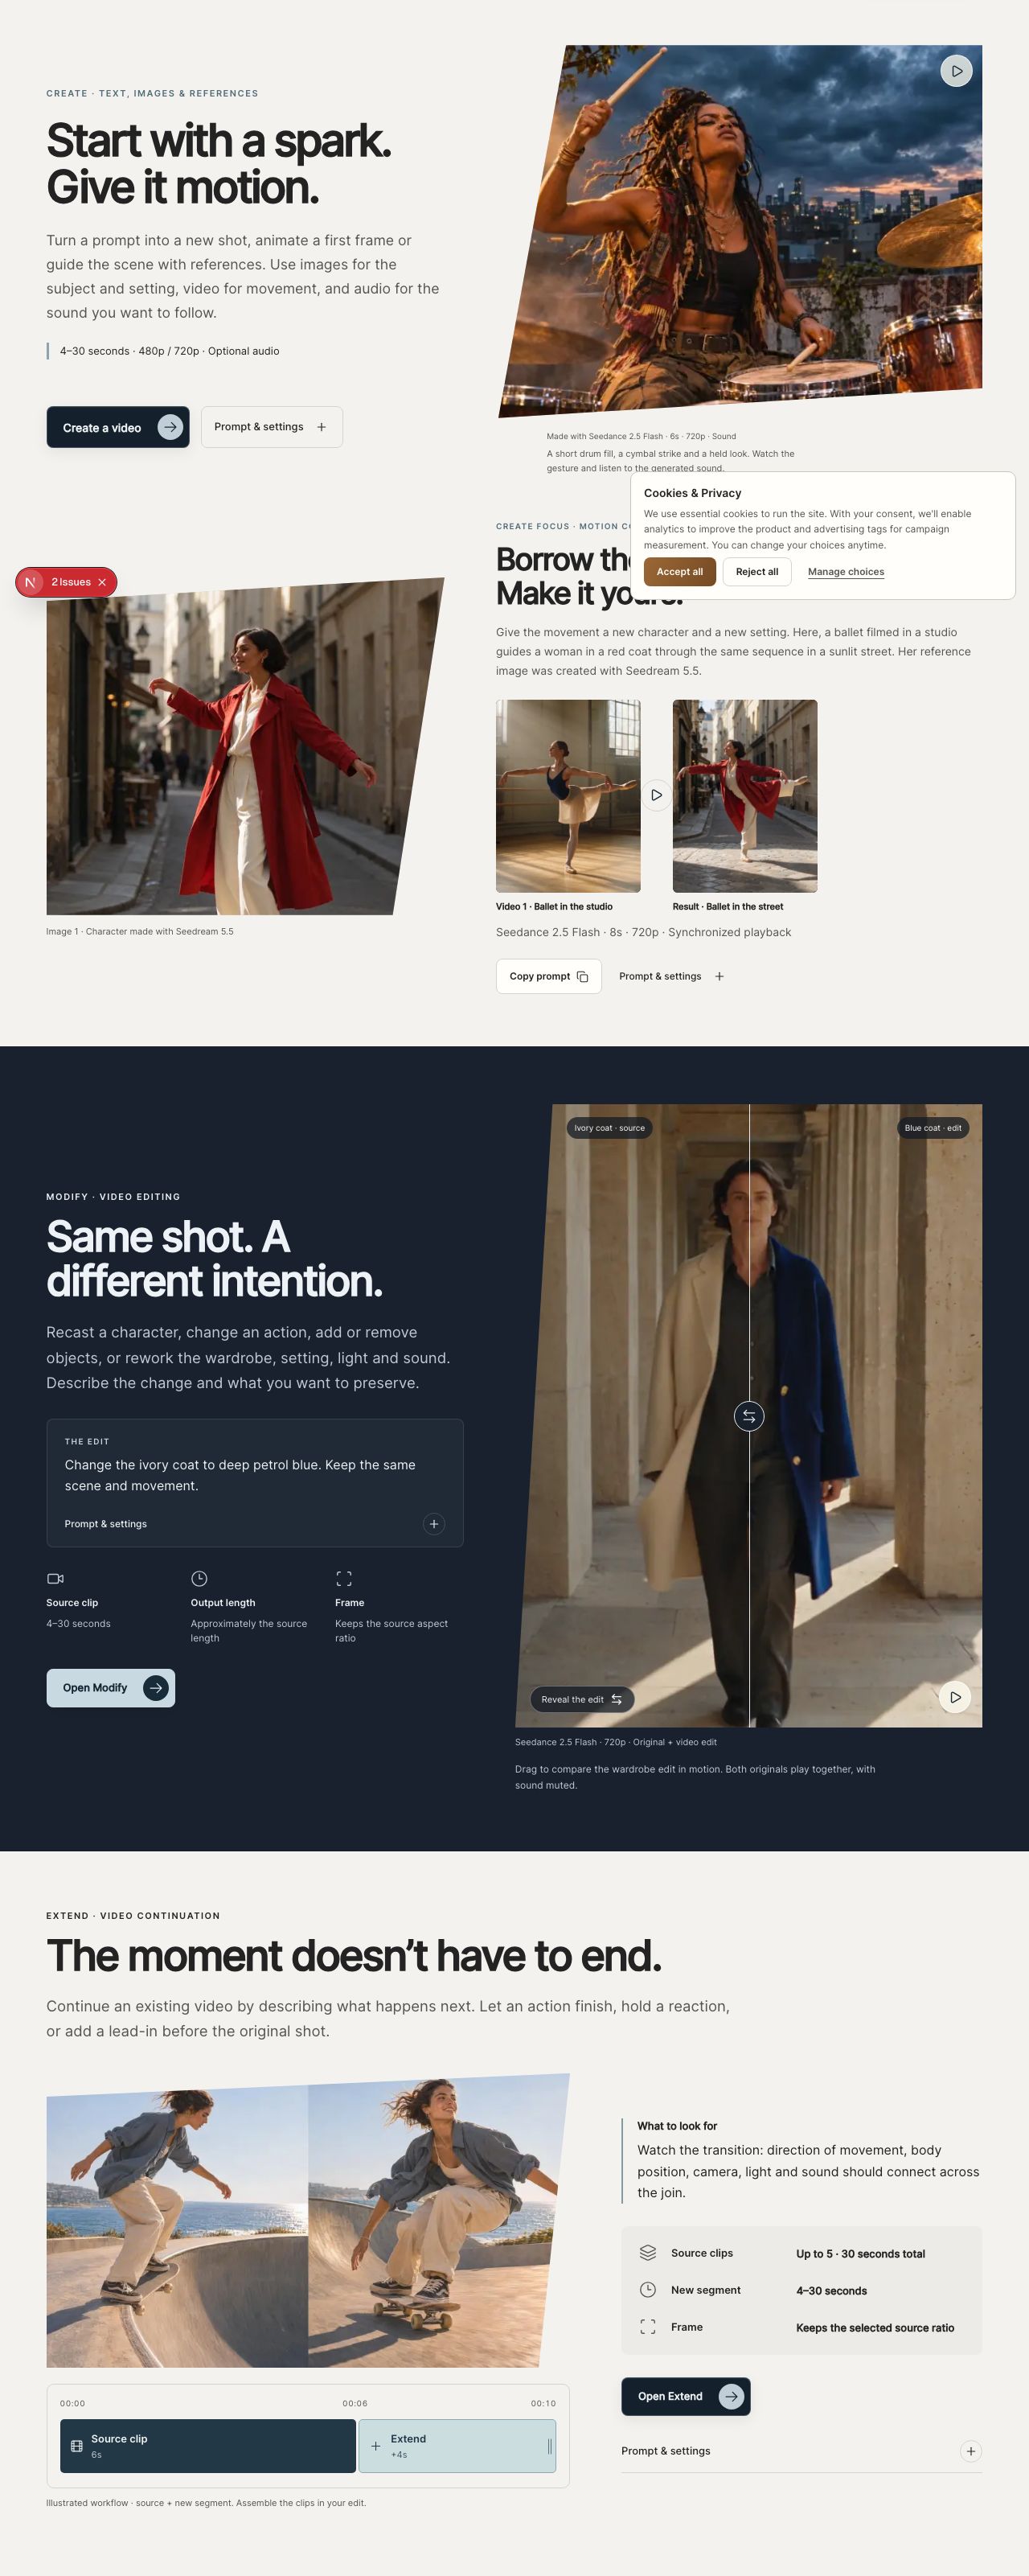 CREATE · TEXT, IMAGES & REFERENCES
Start with a spark.
Give it motion.
Turn a prompt into a new shot, animate a first frame or
guide the scene with references. Use images for the
subject and setting, video for movement, and audio for the
sound you want to follow.
4–30 seconds · 480p / 720p · Optional audio
Create a video
Prompt & settings
Made with Seedance 2.5 Flash · 6s · 720p · Sound
A short drum fill, a cymbal strike and a held look. Watch the
gesture and listen to the generated sound.
Cookies & Privacy
We use essential cookies to run the site. With your consent, we'll enable
analytics to improve the product and advertising tags for campaign
measurement. You can change your choices anytime.
Accept all
Reject all
Manage choices
2 Issues
Image 1 · Character made with Seedream 5.5
CREATE FOCUS · MOTION
Borrow the
Make it yours.
Give the movement a new character and a new setting. Here, a ballet filmed in a studio
guides a woman in a red coat through the same sequence in a sunlit street. Her reference
image was created with Seedream 5.5.
Video 1 · Ballet in the studio
Result · Ballet in the street
Seedance 2.5 Flash · 8s · 720p · Synchronized playback
Copy prompt
Prompt & settings
MODIFY · VIDEO EDITING
Same shot. A
different intention.
Recast a character, change an action, add or remove
objects, or rework the wardrobe, setting, light and sound.
Describe the change and what you want to preserve.
THE EDIT
Change the ivory coat to deep petrol blue. Keep the same
scene and movement.
Prompt & settings
Source clip
4–30 seconds
Output length
Approximately the source
length
Frame
Keeps the source aspect
ratio
Open Modify
Ivory coat · source
Blue coat · edit
Reveal the edit
Seedance 2.5 Flash · 720p · Original + video edit
Drag to compare the wardrobe edit in motion. Both originals play together, with
sound muted.
EXTEND · VIDEO CONTINUATION
The moment doesn’t have to end.
Continue an existing video by describing what happens next. Let an action finish, hold a reaction,
or add a lead-in before the original shot.
00:00
00:06
00:10
Source clip
6s
Extend
+4s
Illustrated workflow · source + new segment. Assemble the clips in your edit.
What to look for
Watch the transition: direction of movement, body
position, camera, light and sound should connect across
the join.
Source clips
Up to 5 · 30 seconds total
New segment
4–30 seconds
Frame
Keeps the selected source ratio
Open Extend
Prompt & settings